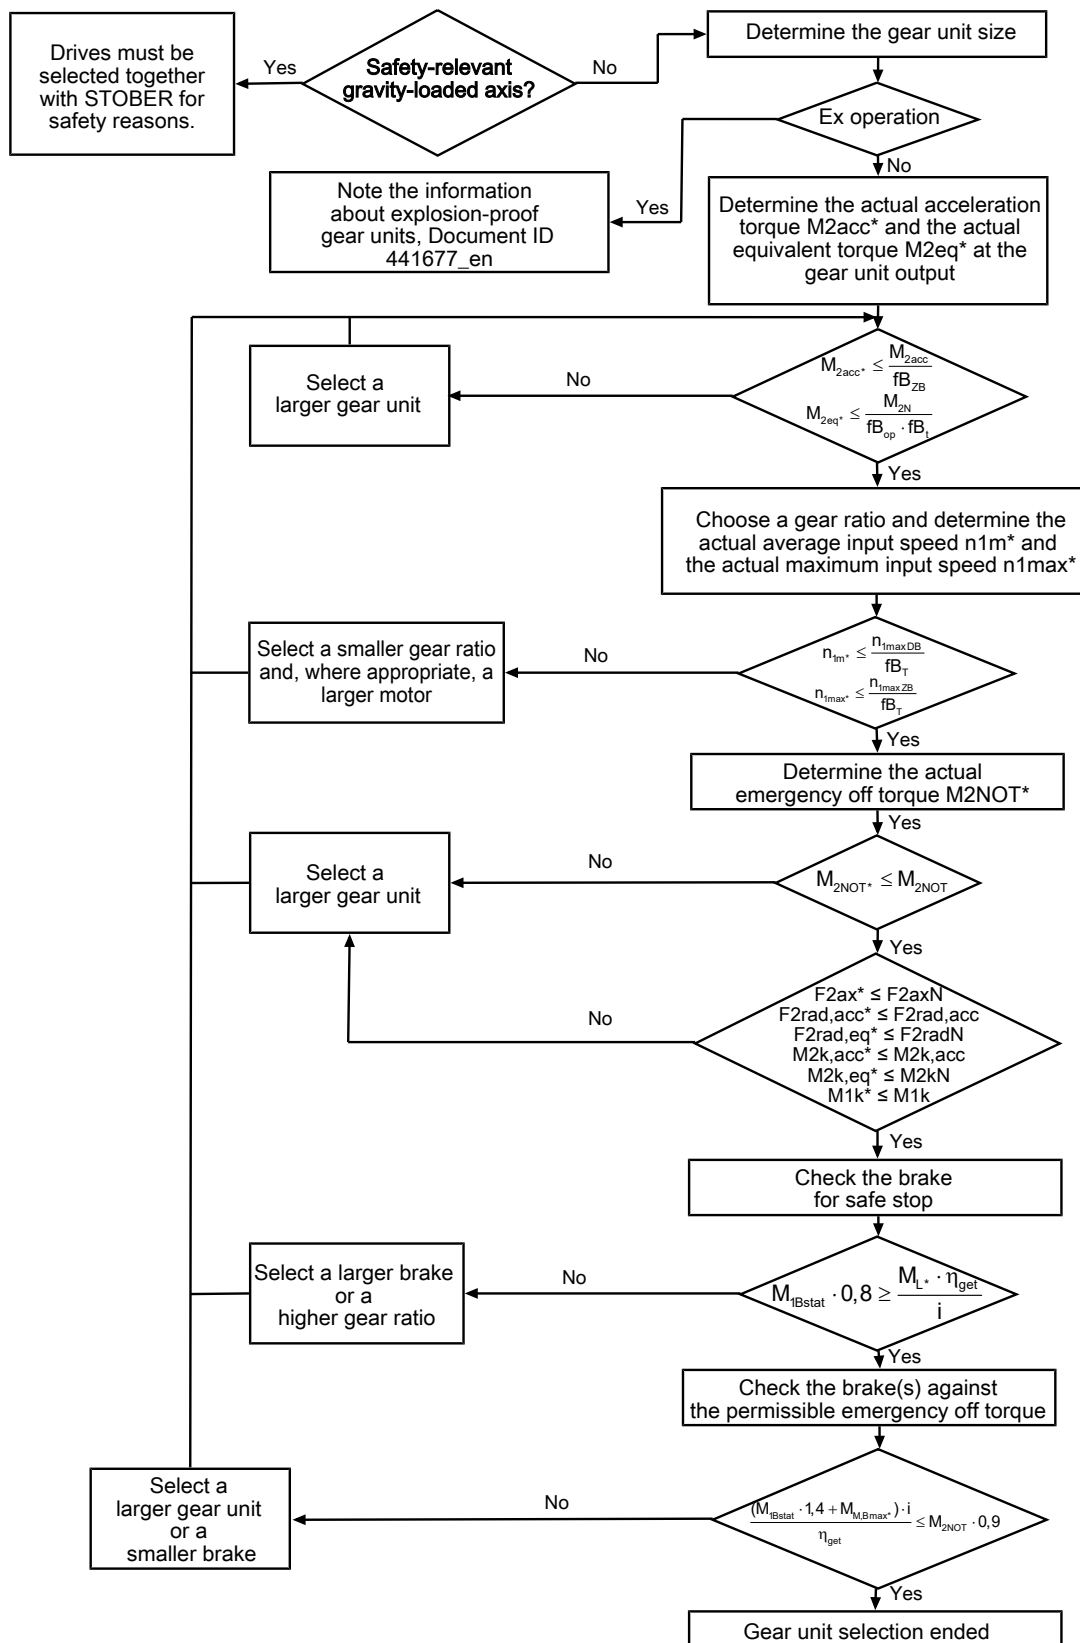 Drives must be
selected together
with STOBER for
safety reasons.
Yes
Safety-relevant
gravity-loaded axis?
No
Determine the gear unit size
Ex operation
No
Yes
Note the information
about explosion-proof
gear units, Document ID
441677_en
Determine the actual acceleration
torque M2acc* and the actual
equivalent torque M2eq* at the
gear unit output
Select a
larger gear unit
No
M2acc* ≤ M2acc / fBZB
M2eq* ≤ M2N / fBop · fBt
Yes
Choose a gear ratio and determine the
actual average input speed n1m* and
the actual maximum input speed n1max*
Select a smaller gear ratio
and, where appropriate, a
larger motor
No
n1m* ≤ n1maxDB / fBT
n1max* ≤ n1maxZB / fBT
Yes
Determine the actual
emergency off torque M2NOT*
Yes
Select a
larger gear unit
No
M2NOT* ≤ M2NOT
Yes
No
F2ax* ≤ F2axN
F2rad,acc* ≤ F2rad,acc
F2rad,eq* ≤ F2radN
M2k,acc* ≤ M2k,acc
M2k,eq* ≤ M2kN
M1k* ≤ M1k
Yes
Check the brake
for safe stop
Select a larger brake
or a
higher gear ratio
No
M1Bstat · 0,8 ≥ ML* · ηget / i
Yes
Check the brake(s) against
the permissible emergency off torque
Select a
larger gear unit
or a
smaller brake
No
(M1Bstat · 1,4 + MM,Bmax*) · i / ηget ≤ M2NOT · 0,9
Yes
Gear unit selection ended